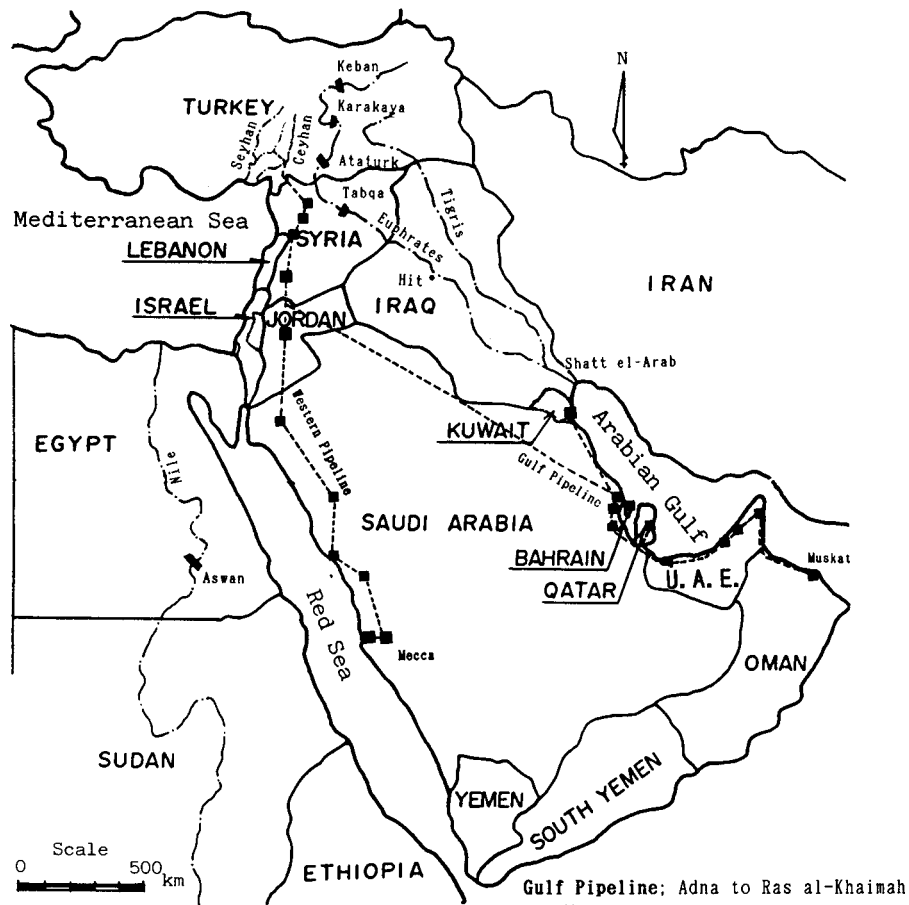 Keban
N
TURKEY
Karakaya
Seyhan
Ceyhan
Ataturk
Tabqa
Tigris
Mediterranean Sea
Euphrates
SYRIA
LEBANON
Hit
IRAN
ISRAEL
JORDAN
IRAQ
Shatt el-Arab
Western Pipeline
KUWAIT
Arabian Gulf
EGYPT
Nile
Gulf Pipeline
SAUDI ARABIA
BAHRAIN
Muskat
Aswan
QATAR
U. A. E.
Red Sea
Mecca
OMAN
SUDAN
YEMEN
SOUTH YEMEN
Scale
0 500
km
ETHIOPIA
Gulf Pipeline; Adna to Ras al-Khaimah